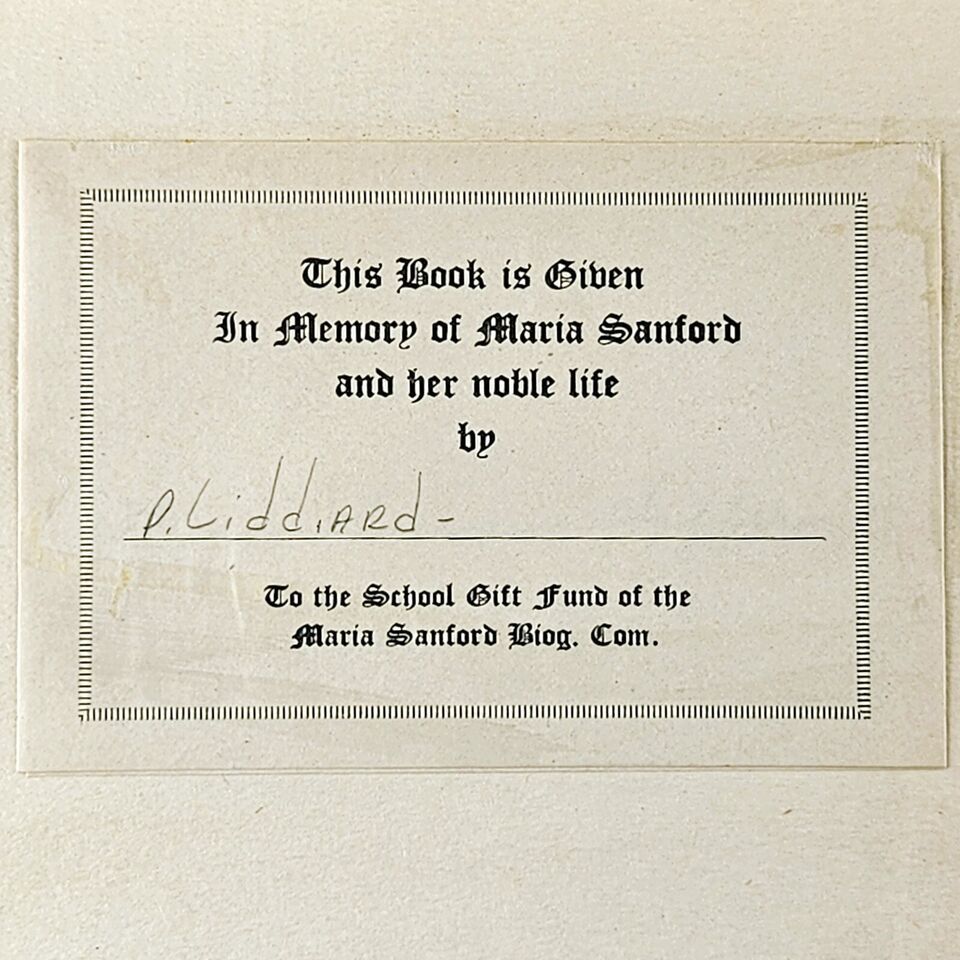 This Book is Given
In Memory of Maria Sanford
and her noble life
by
P. Liddiard-
To the School Gift Fund of the
Maria Sanford Biog. Com.